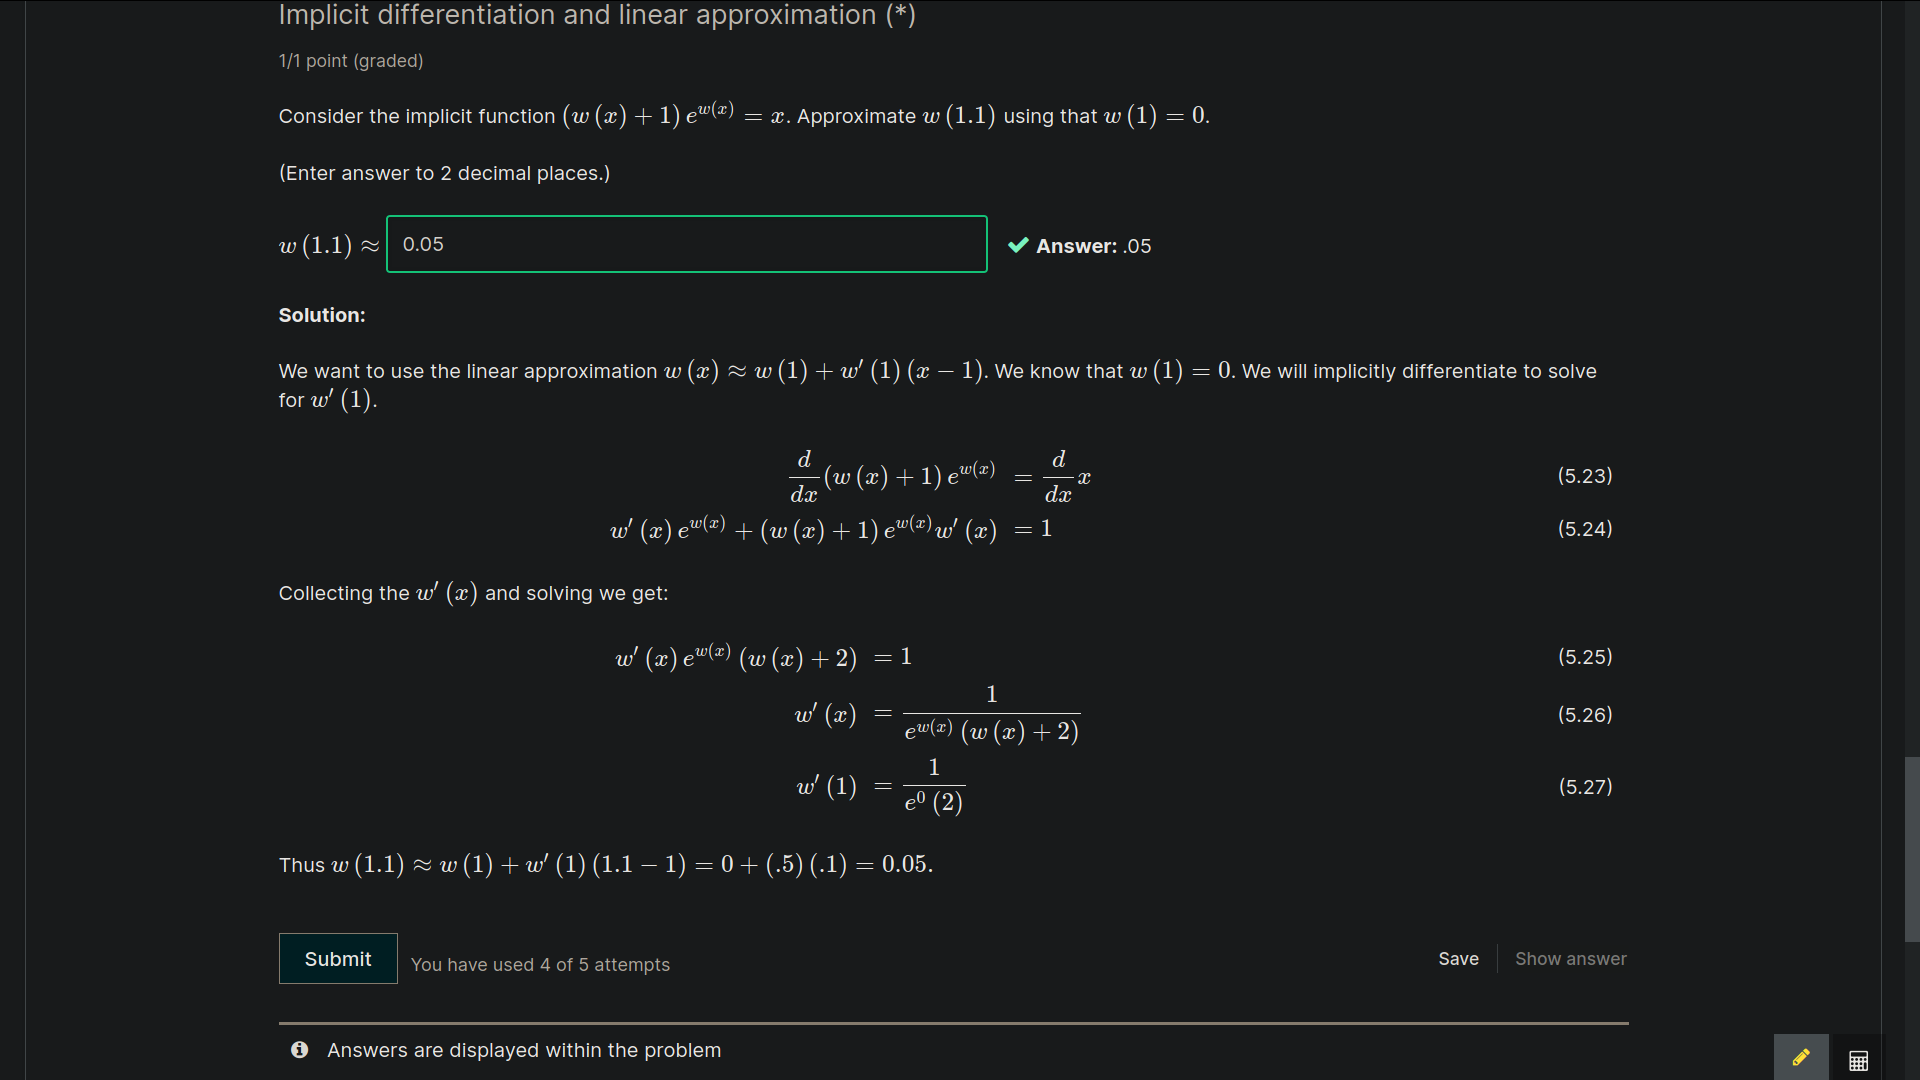 Implicit differentiation and linear approximation (*)
1/1 point (graded)
Consider the implicit function (w (x) + 1) e^{w(x)} = x. Approximate w (1.1) using that w (1) = 0.
(Enter answer to 2 decimal places.)
w (1.1) ≈ 0.05 ✔ Answer: .05
Solution:
We want to use the linear approximation w (x) ≈ w (1) + w′ (1) (x − 1). We know that w (1) = 0. We will implicitly differentiate to solve
for w′ (1).
\frac{d}{dx} (w (x) + 1) e^{w(x)} = \frac{d}{dx} x (5.23)
w′ (x) e^{w(x)} + (w (x) + 1) e^{w(x)} w′ (x) = 1 (5.24)
Collecting the w′ (x) and solving we get:
w′ (x) e^{w(x)} (w (x) + 2) = 1 (5.25)
w′ (x) = \frac{1}{e^{w(x)} (w (x) + 2)} (5.26)
w′ (1) = \frac{1}{e^0 (2)} (5.27)
Thus w (1.1) ≈ w (1) + w′ (1) (1.1 − 1) = 0 + (.5) (.1) = 0.05.
Submit You have used 4 of 5 attempts Save Show answer
Answers are displayed within the problem